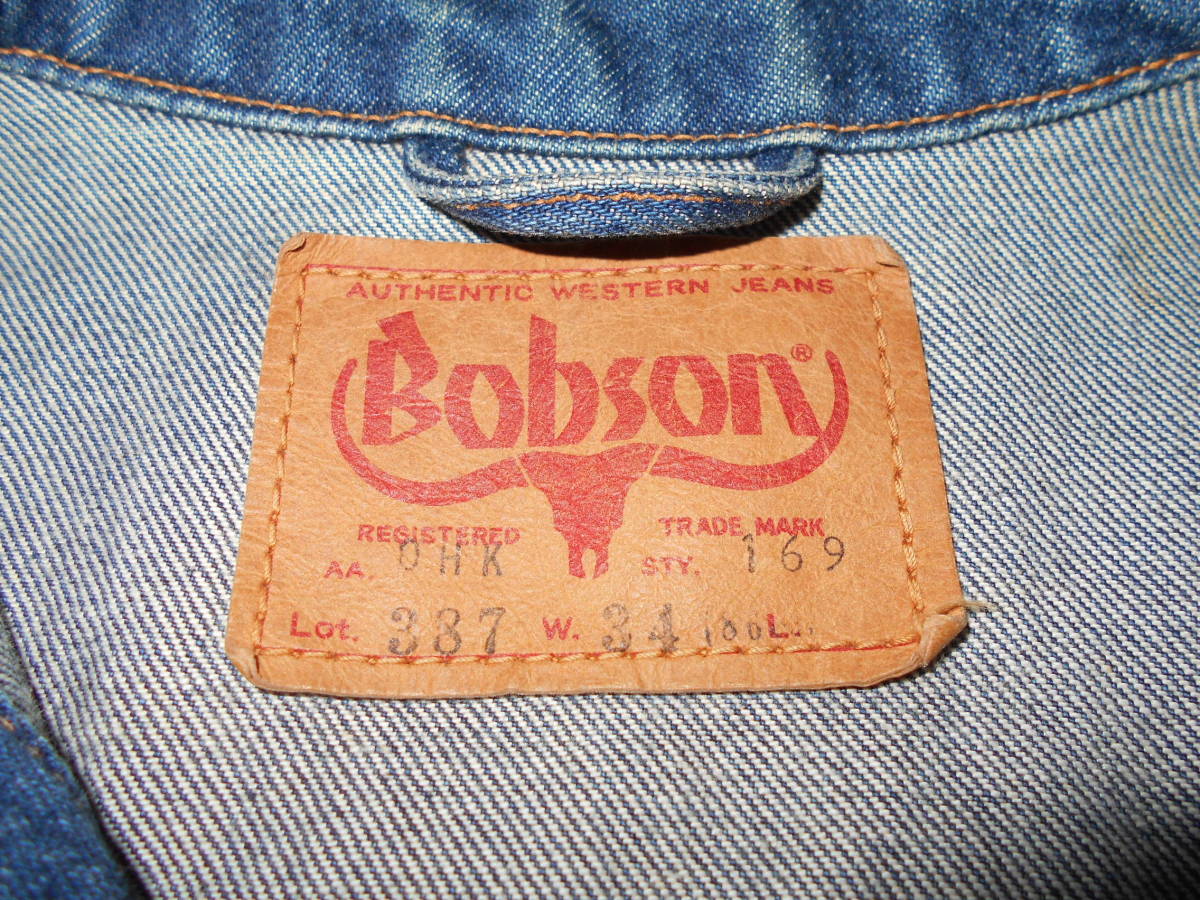 AUTHENTIC WESTERN JEANS
Bobson®
REGISTERED TRADE MARK
AA. OHK STY. 169
Lot. 387 W. 34 L.